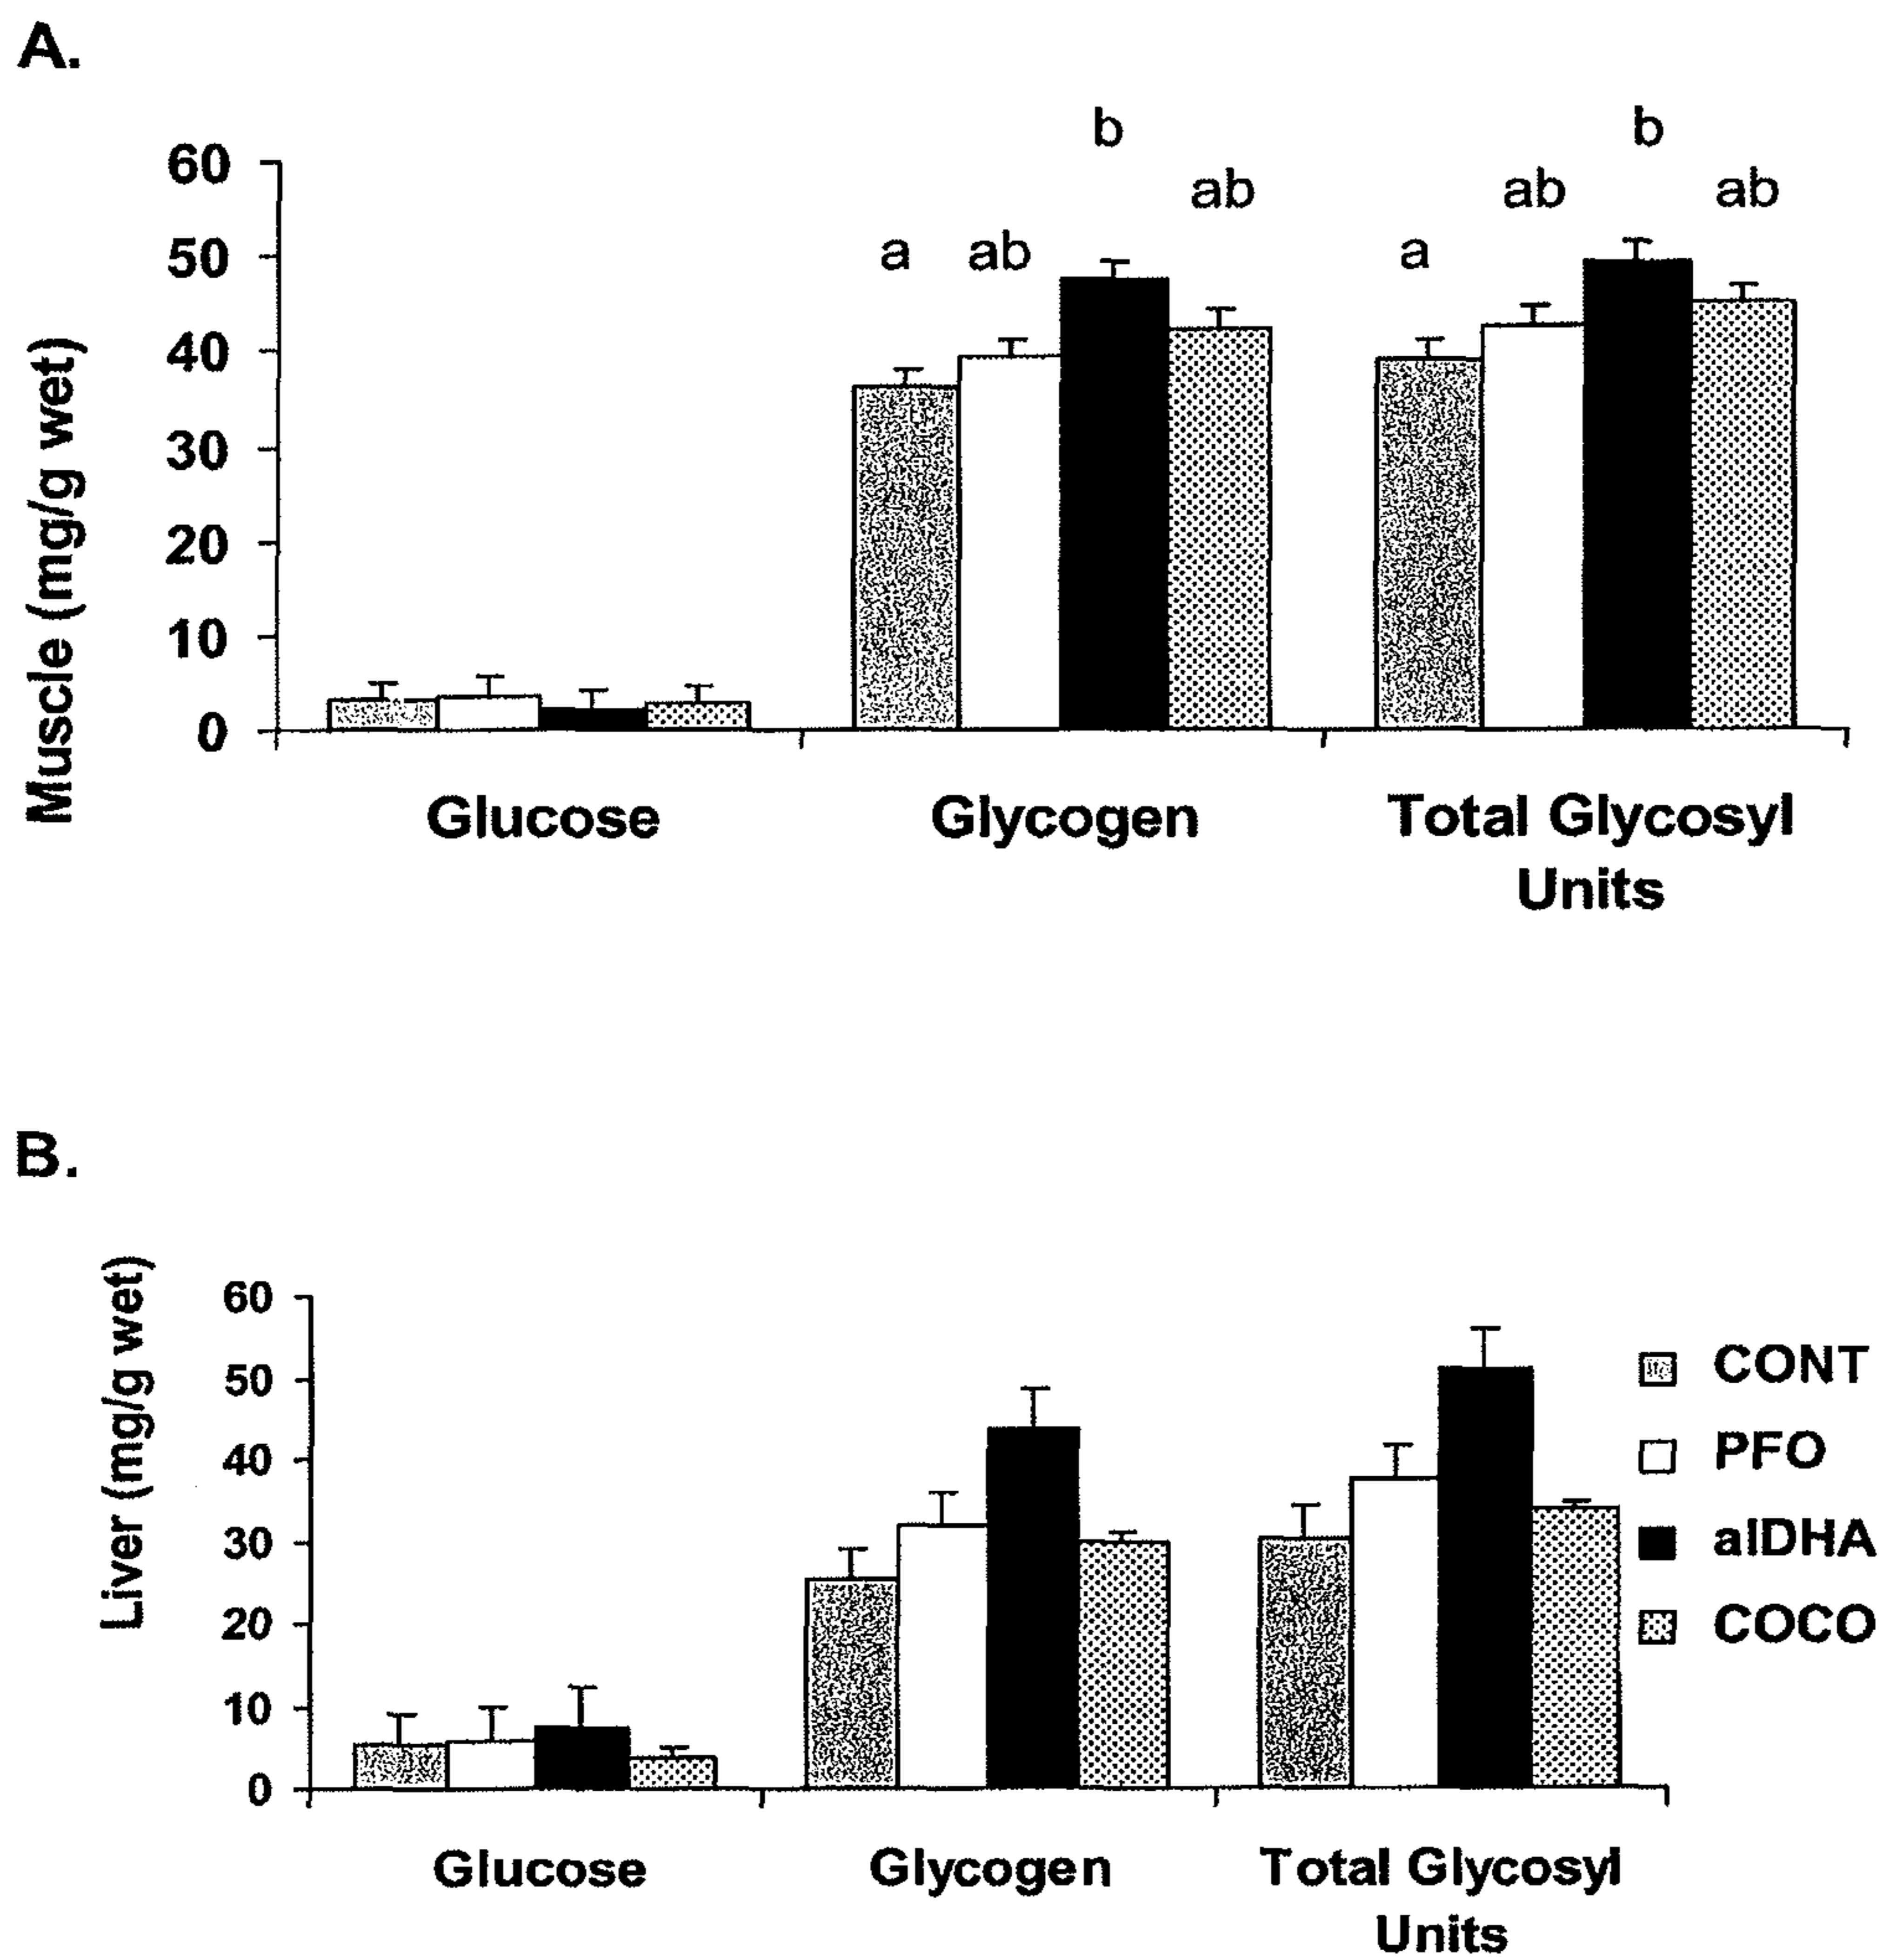 A.
b b
ab ab ab
a ab a
60
50
40
30
20
10
0
Muscle (mg/g wet)
Glucose Glycogen Total Glycosyl
Units
B.
60
50
40
30
20
10
0
Liver (mg/g wet)
CONT
PFO
alDHA
COCO
Glucose Glycogen Total Glycosyl
Units